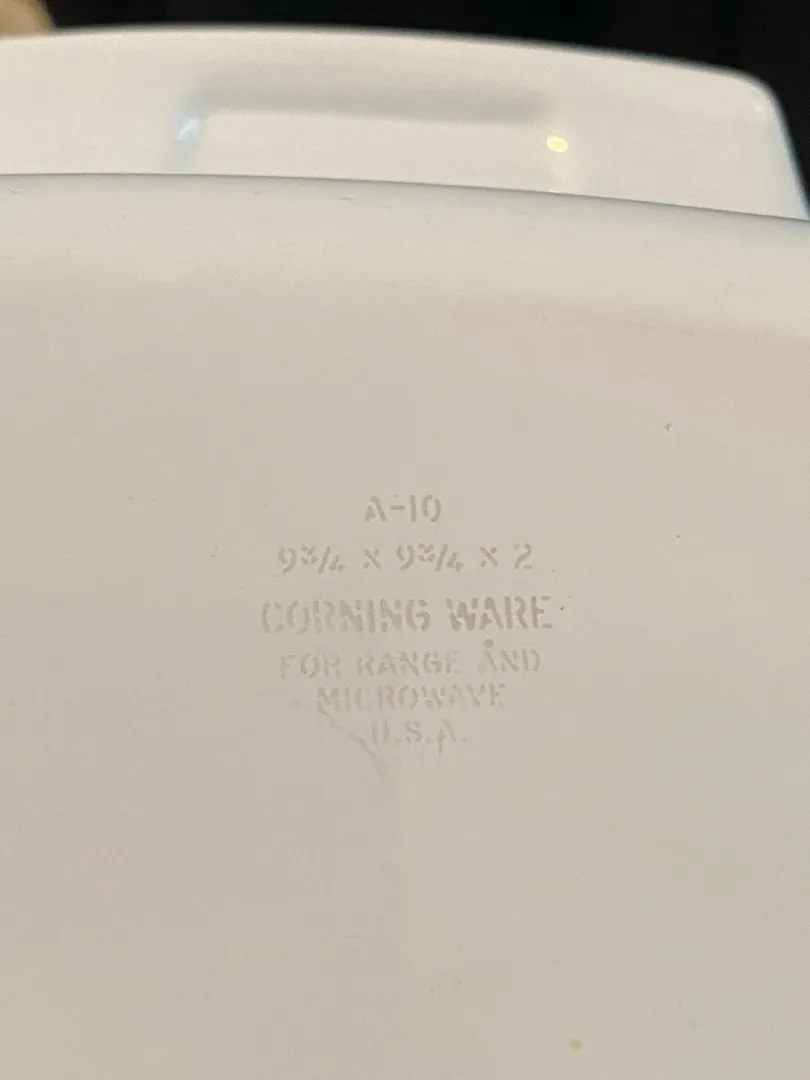 A-10
9¾ x 9¾ x 2
CORNING WARE
FOR RANGE AND
MICROWAVE
U.S.A.